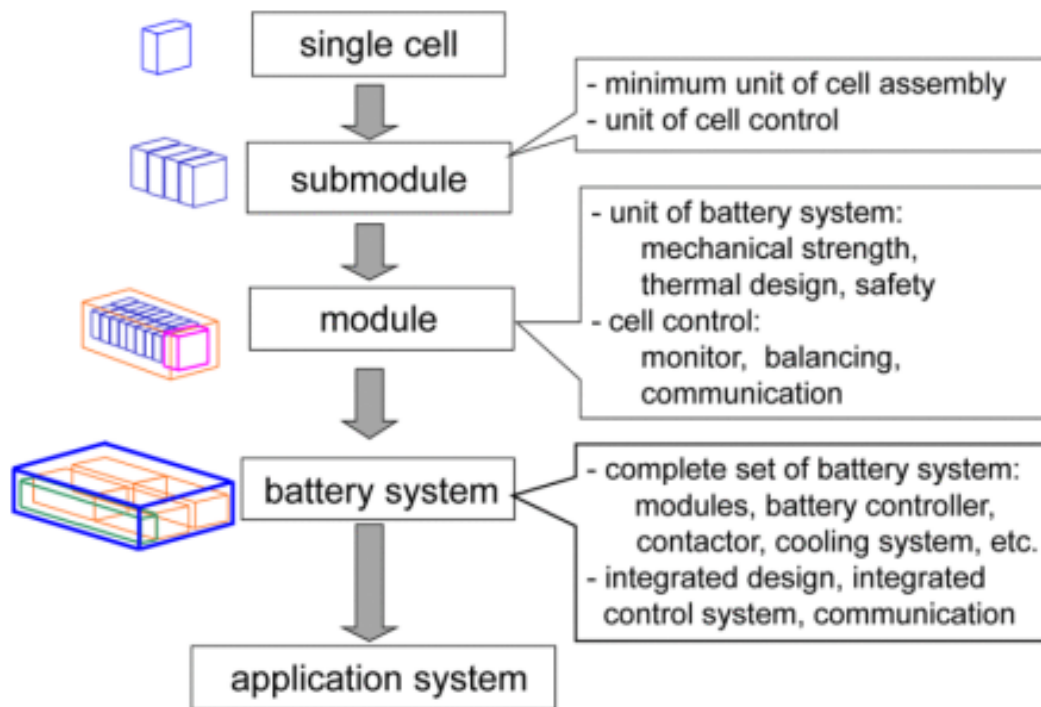 single cell
- minimum unit of cell assembly
- unit of cell control
submodule
- unit of battery system:
mechanical strength,
thermal design, safety
- cell control:
monitor, balancing,
communication
module
battery system
- complete set of battery system:
modules, battery controller,
contactor, cooling system, etc.
- integrated design, integrated
control system, communication
application system